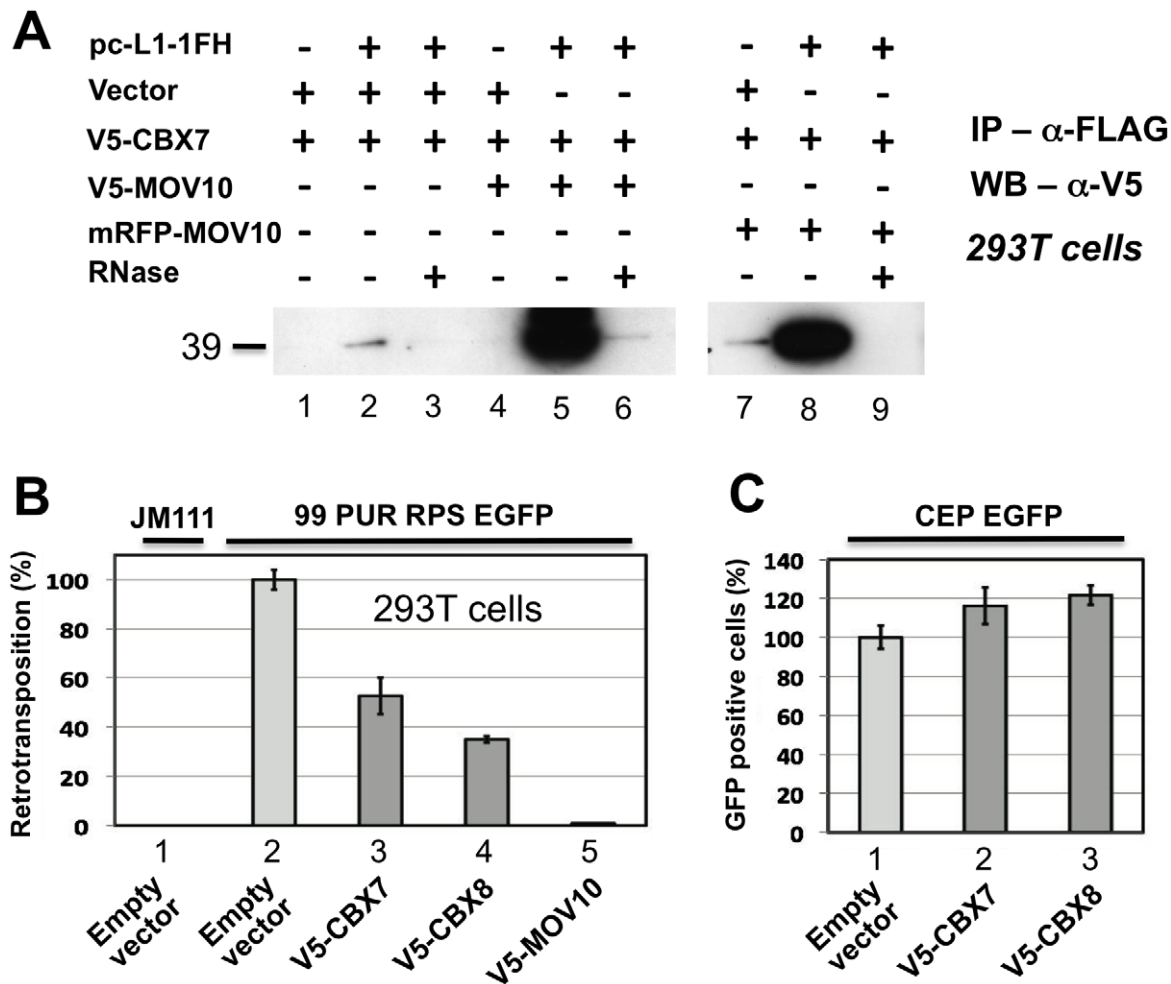 A
pc-L1-1FH - + + - + + - + +
Vector + + + + - - + - -
V5-CBX7 + + + + + + + + +
V5-MOV10 - - - + + + - - -
mRFP-MOV10 - - - - - - + + +
RNase - - + - - + - - +
IP – α-FLAG
WB – α-V5
293T cells
39
1 2 3 4 5 6 7 8 9
B
JM111 99 PUR RPS EGFP
293T cells
Retrotransposition (%)
100
80
60
40
20
0
1 2 3 4 5
Empty vector
Empty vector
V5-CBX7
V5-CBX8
V5-MOV10
C
CEP EGFP
GFP positive cells (%)
140
120
100
80
60
40
20
0
1 2 3
Empty vector
V5-CBX7
V5-CBX8